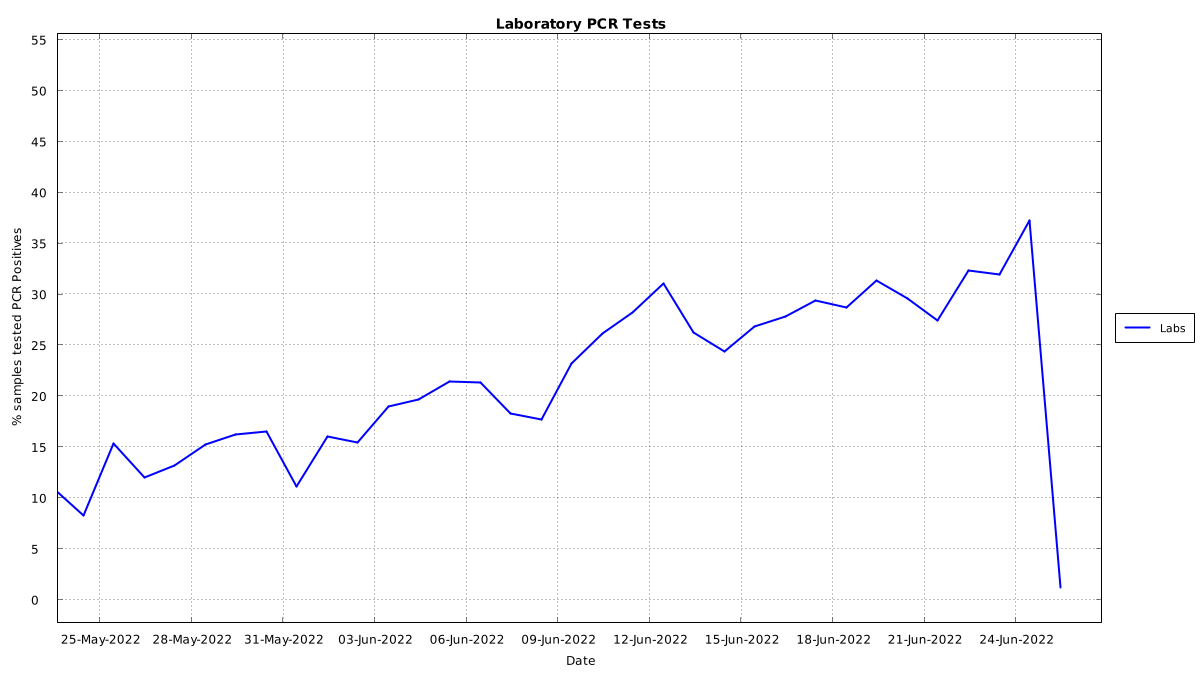 Laboratory PCR Tests
55
50
45
40
35
30
25
20
15
10
5
0
% samples tested PCR Positives
25-May-2022 28-May-2022 31-May-2022 03-Jun-2022 06-Jun-2022 09-Jun-2022 12-Jun-2022 15-Jun-2022 18-Jun-2022 21-Jun-2022 24-Jun-2022
Date
Labs